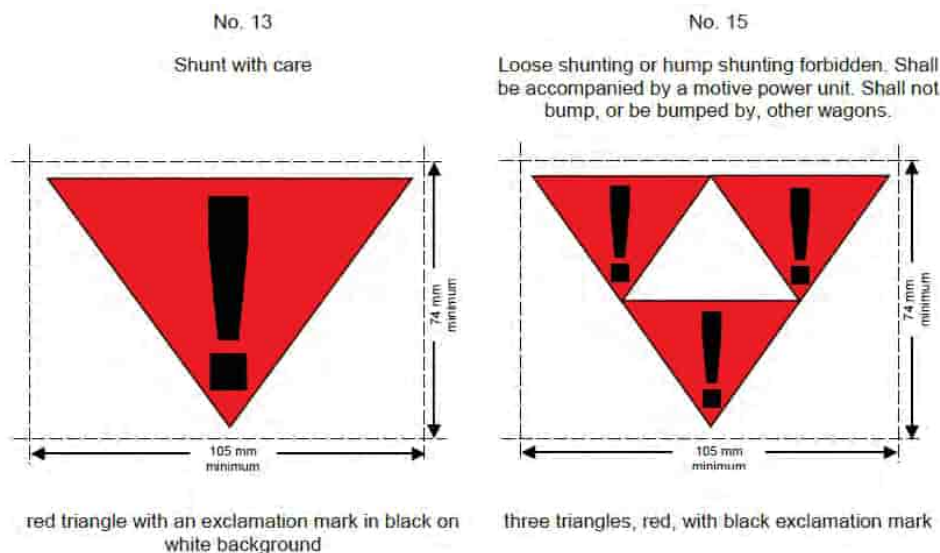 No. 13
Shunt with care
!
74 mm
minimum
105 mm
minimum
red triangle with an exclamation mark in black on
white background
No. 15
Loose shunting or hump shunting forbidden. Shall
be accompanied by a motive power unit. Shall not
bump, or be bumped by, other wagons.
! !
!
74 mm
minimum
105 mm
minimum
three triangles, red, with black exclamation mark